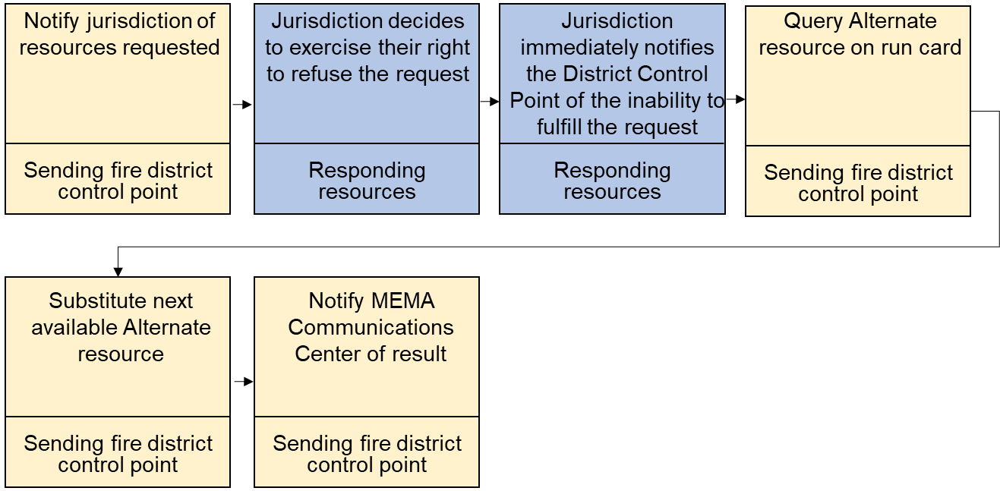 Notify jurisdiction of
resources requested
Sending fire district
control point
Jurisdiction decides
to exercise their right
to refuse the request
Responding
resources
Jurisdiction
immediately notifies
the District Control
Point of the inability to
fulfill the request
Responding
resources
Query Alternate
resource on run card
Sending fire district
control point
Substitute next
available Alternate
resource
Sending fire district
control point
Notify MEMA
Communications
Center of result
Sending fire district
control point